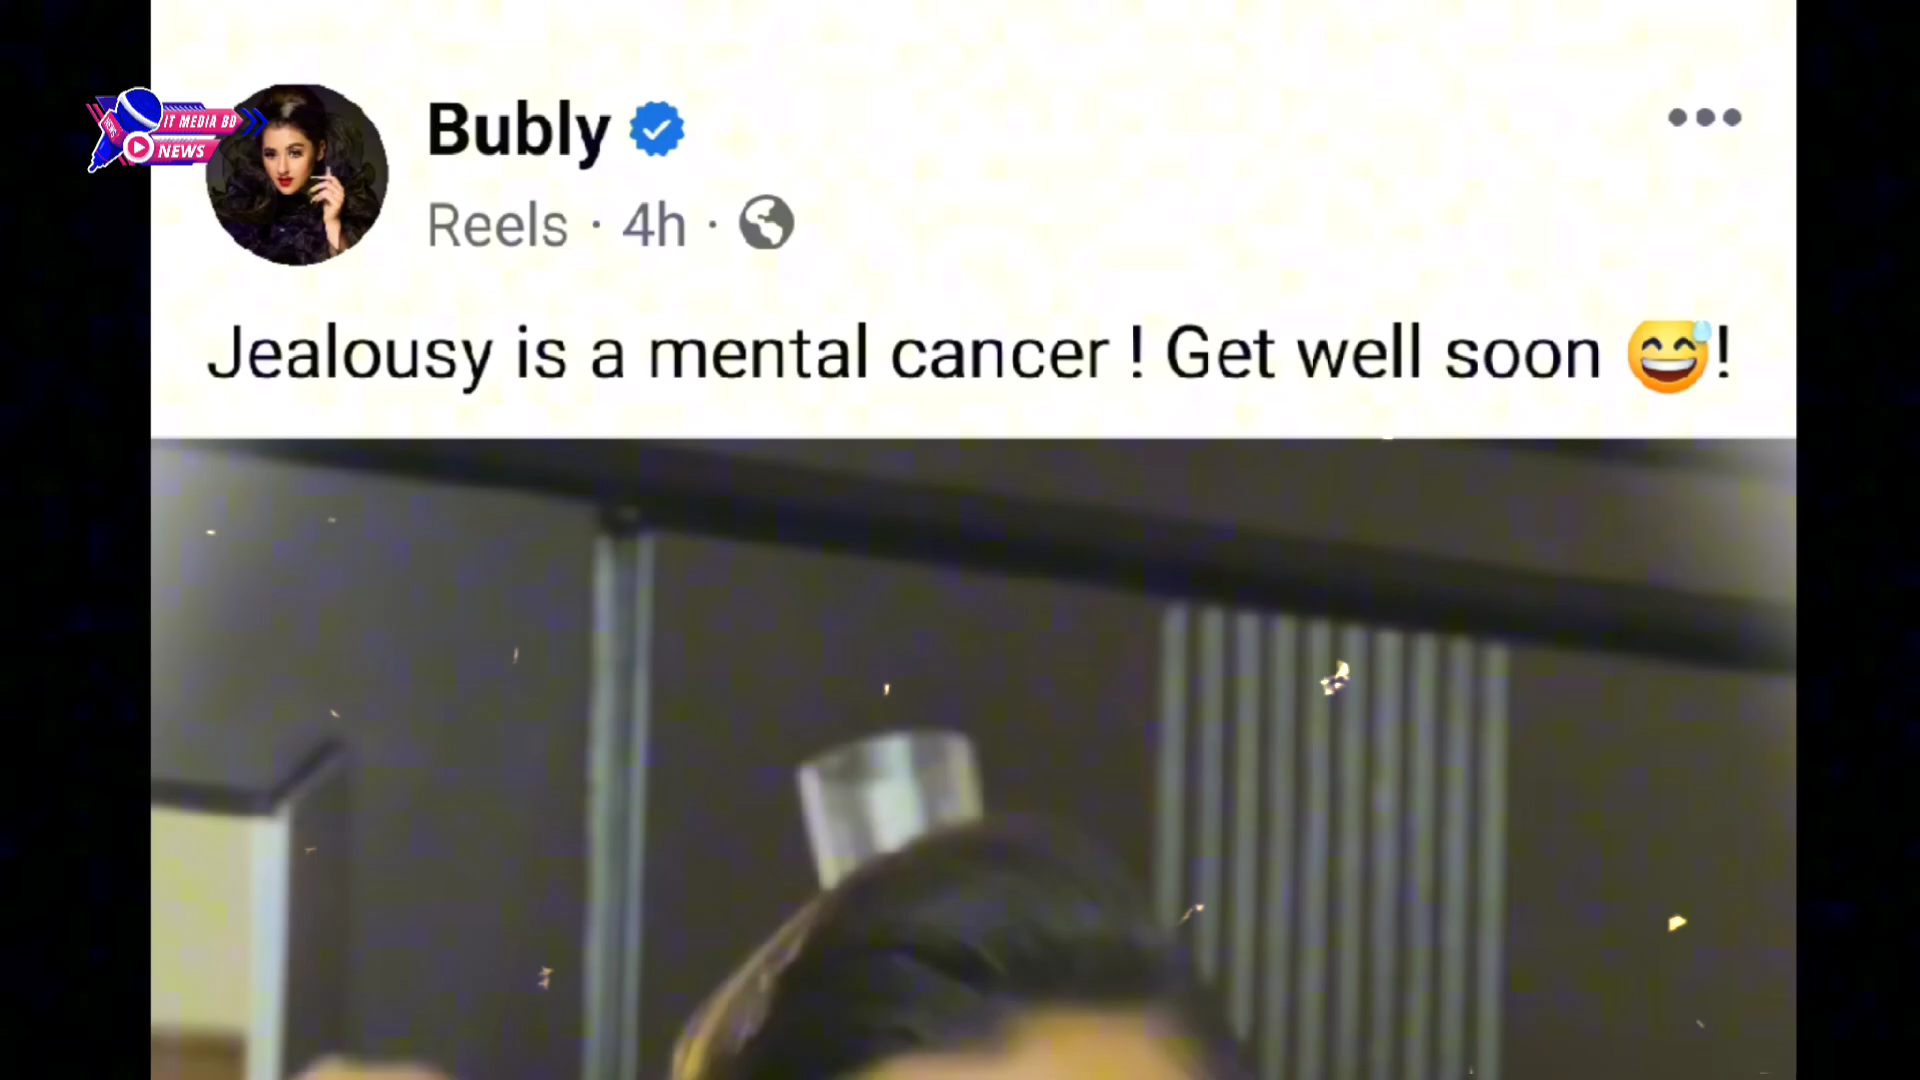 IT MEDIA BD
NEWS
Bubly
Reels · 4h ·
Jealousy is a mental cancer ! Get well soon 😅!